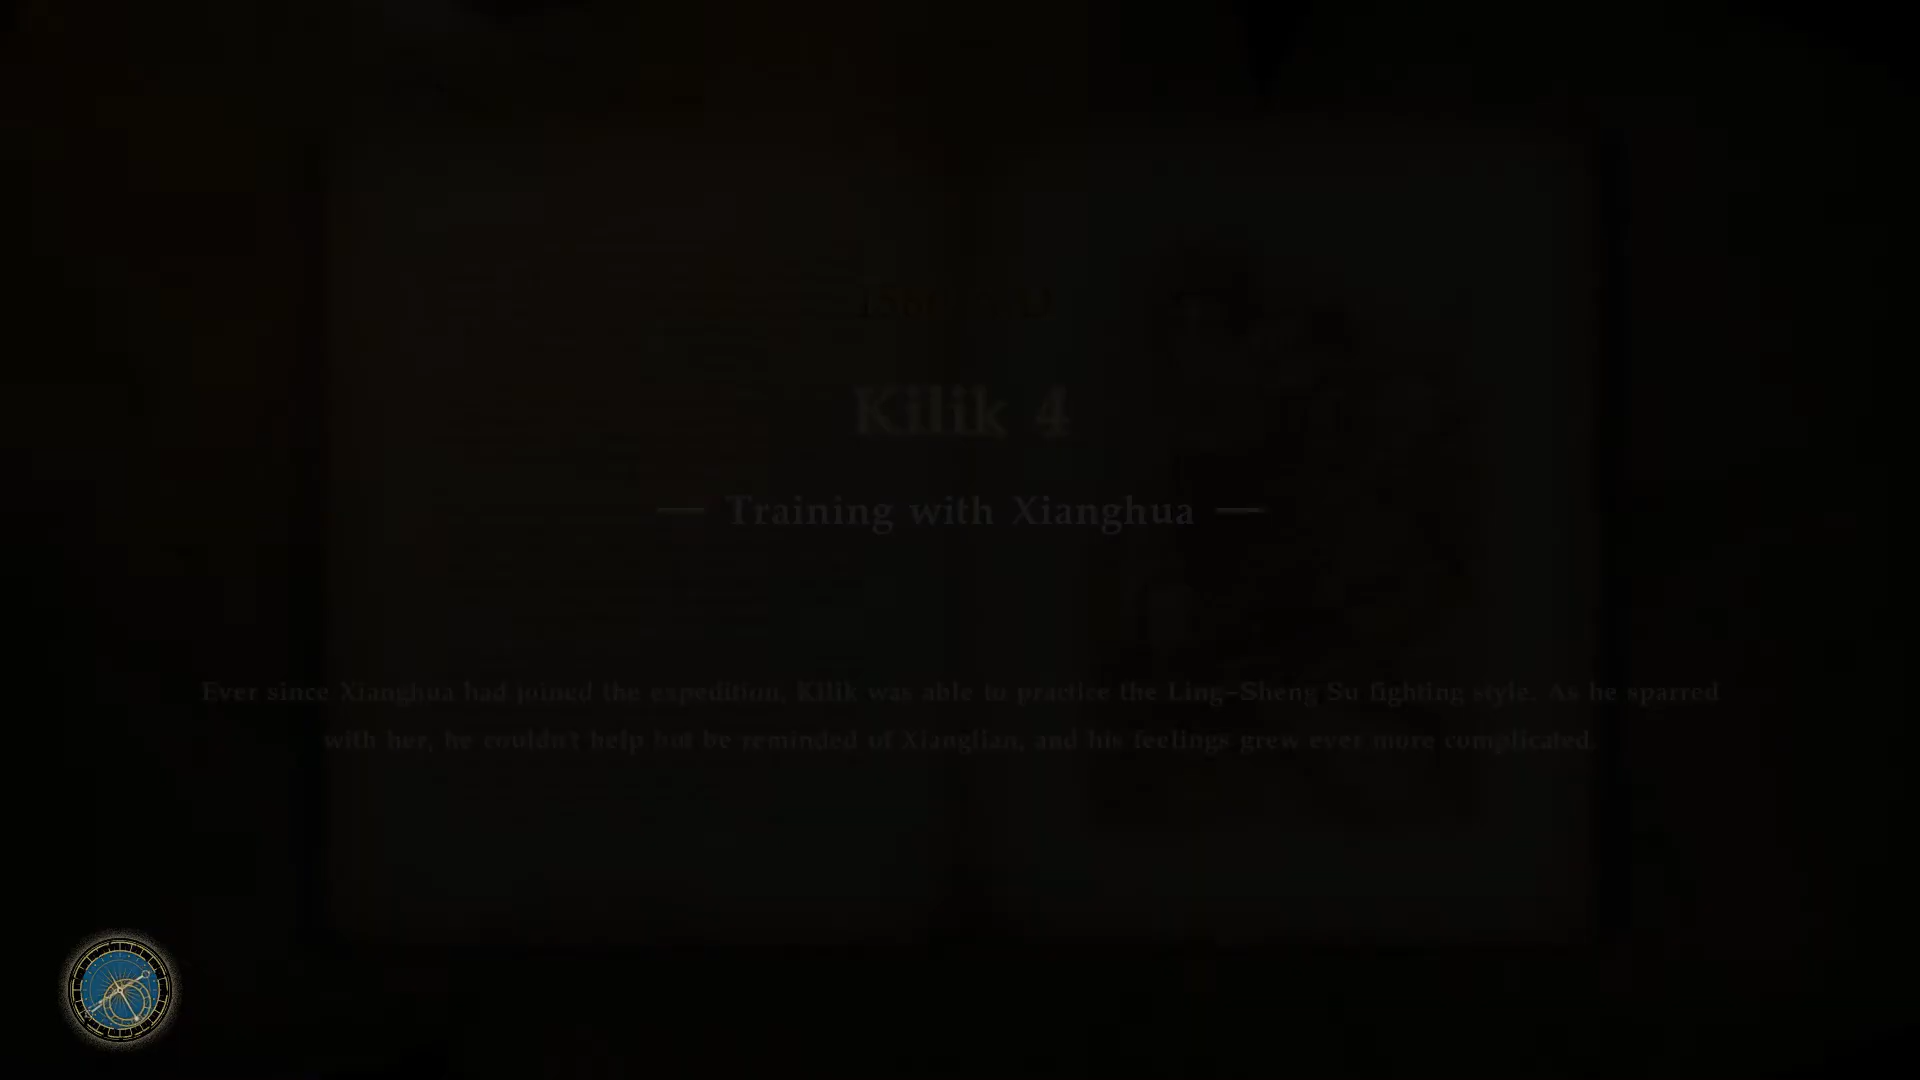 Kilik 4
— Training with Xianghua —
Ever since Xianghua had joined the expedition, Kilik was able to practice the Ling-Sheng Su fighting style. As he sparred
with her, he couldn't help but be reminded of Xianglian, and his feelings grew ever more complicated.